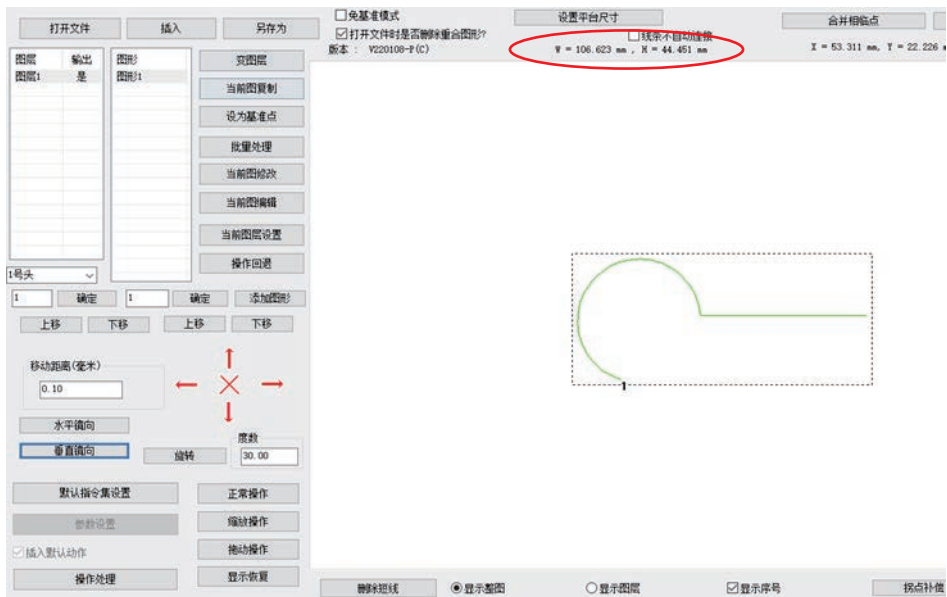 免基准模式
设置平台尺寸
合并相临点
打开文件
插入
另存为
打开文件时是否删除重合图形?
线条不自动连接
版本: V220108-P(C)
W = 106.623 mm , H = 44.451 mm
X = 53.311 mm, Y = 22.226 m
图层 输出
图层1 是
图形
图形1
变图层
当前图复制
设为基准点
批量处理
当前图修改
当前图编辑
当前图层设置
操作回退
1号头
1 确定 1 确定 添加图形
上移 下移 上移 下移
移动距离(毫米)
0.10
水平镜向
垂直镜向
旋转
度数
30.00
默认指令集设置
参数设置
插入默认动作
操作处理
正常操作
缩放操作
拖动操作
显示恢复
1
删除短线
显示整图
显示图层
显示序号
拐点补偿